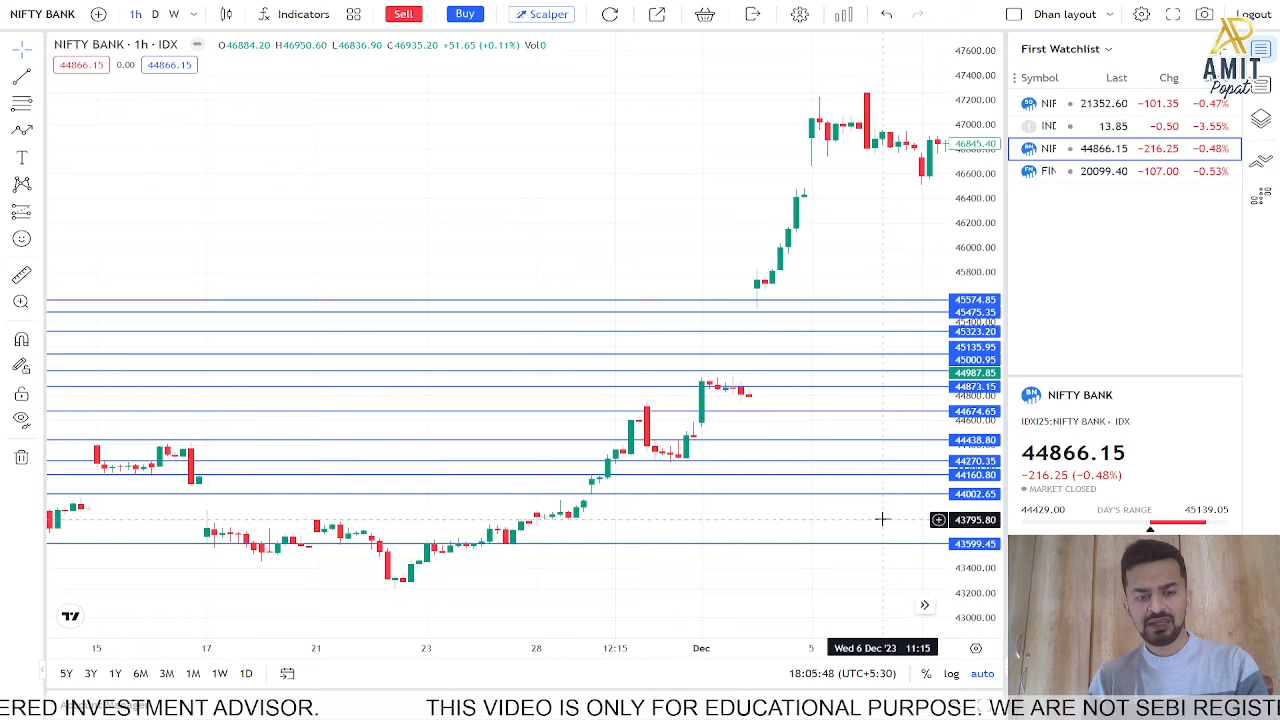 NIFTY BANK 1h D W Indicators Sell Buy Scalper Dhan layout Logout
NIFTY BANK · 1h · IDX O46884.20 H46950.60 L46836.90 C46935.20 +51.65 (+0.11%) Vol0
44866.15 0.00 44866.15
47600.00
47400.00
47200.00
47000.00
46845.40
46600.00
46400.00
46200.00
46000.00
45800.00
45574.85
45475.35
45400.00
45323.20
45135.95
45000.95
44987.85
44873.15
44800.00
44674.65
44600.00
44438.80
44270.35
44160.80
44002.65
43795.80
43599.45
43400.00
43200.00
43000.00
15 17 21 23 28 12:15 Dec 5 Wed 6 Dec '23 11:15
5Y 3Y 1Y 6M 3M 1M 1W 1D 18:05:48 (UTC+5:30) % log auto
First Watchlist
Symbol Last Chg
NIF 21352.60 −101.35 −0.47%
INC 13.85 −0.50 −3.55%
NIF 44866.15 −216.25 −0.48%
FIN 20099.40 −107.00 −0.53%
AP
AMIT
Popat
NIFTY BANK
IDXI25:NIFTY BANK • IDX
44866.15
−216.25 (−0.48%)
MARKET CLOSED
44429.00 DAY'S RANGE 45139.05
ERED INVESTMENT ADVISOR. THIS VIDEO IS ONLY FOR EDUCATIONAL PURPOSE. WE ARE NOT SEBI REGISTI